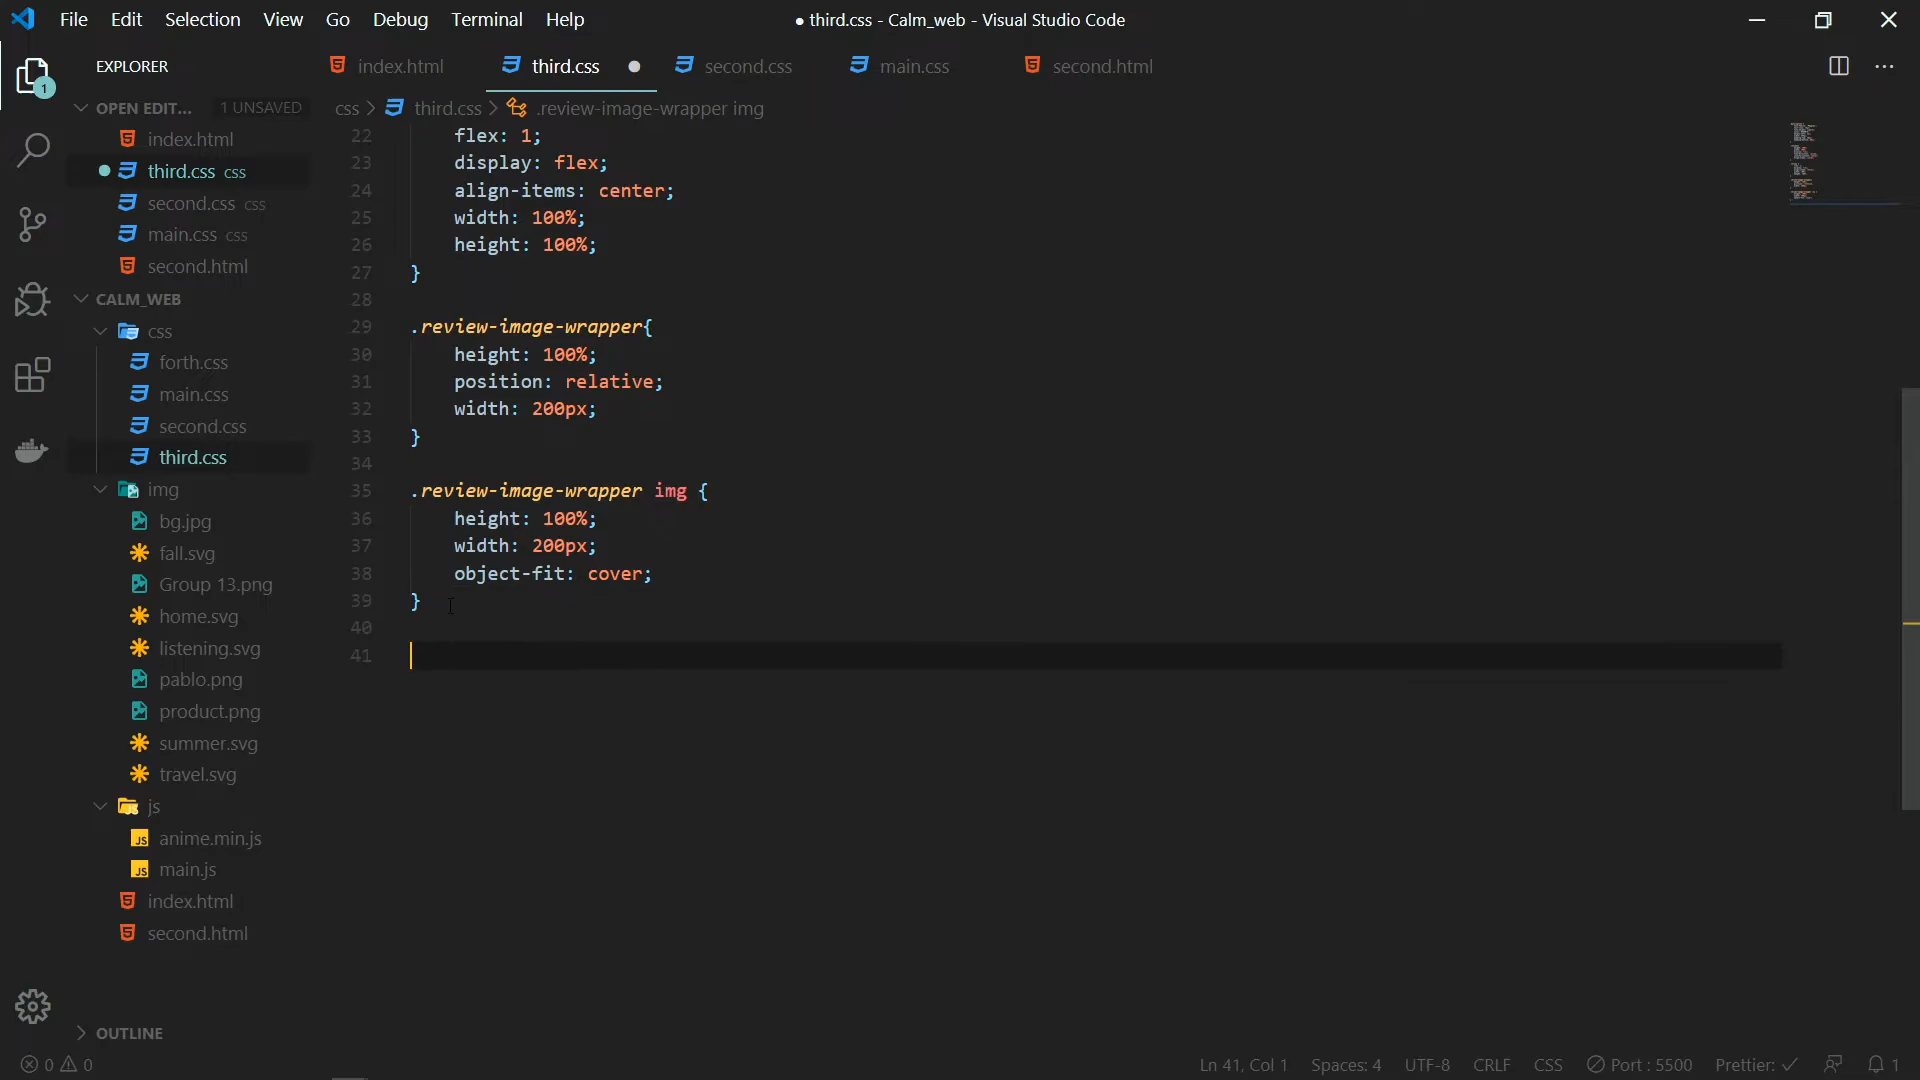 File Edit Selection View Go Debug Terminal Help
● third.css - Calm_web - Visual Studio Code
EXPLORER
index.html
third.css
second.css
main.css
second.html
OPEN EDIT... 1 UNSAVED
index.html
third.css css
second.css css
main.css css
second.html
CALM_WEB
css
forth.css
main.css
second.css
third.css
img
bg.jpg
fall.svg
Group 13.png
home.svg
listening.svg
pablo.png
product.png
summer.svg
travel.svg
js
anime.min.js
main.js
index.html
second.html
OUTLINE
css > third.css > .review-image-wrapper img
22 flex: 1;
23 display: flex;
24 align-items: center;
25 width: 100%;
26 height: 100%;
27 }
28
29 .review-image-wrapper{
30 height: 100%;
31 position: relative;
32 width: 200px;
33 }
34
35 .review-image-wrapper img {
36 height: 100%;
37 width: 200px;
38 object-fit: cover;
39 }
40
41
1
0 0
Ln 41, Col 1 Spaces: 4 UTF-8 CRLF CSS Port : 5500 Prettier: ✓ 1